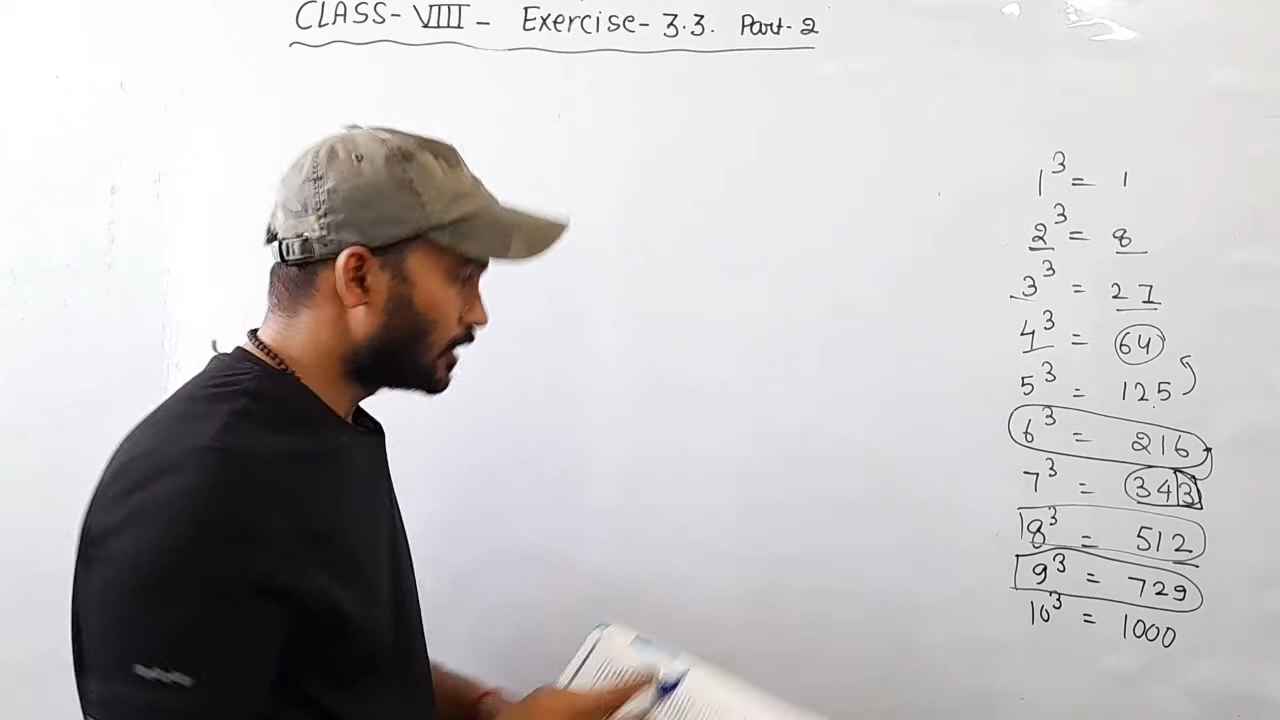 CLASS-VIII- Exercise-3.3. Part-2
1³ = 1
2³ = 8
3³ = 27
4³ = 64
5³ = 125
6³ = 216
7³ = 343
8³ = 512
9³ = 729
10³ = 1000